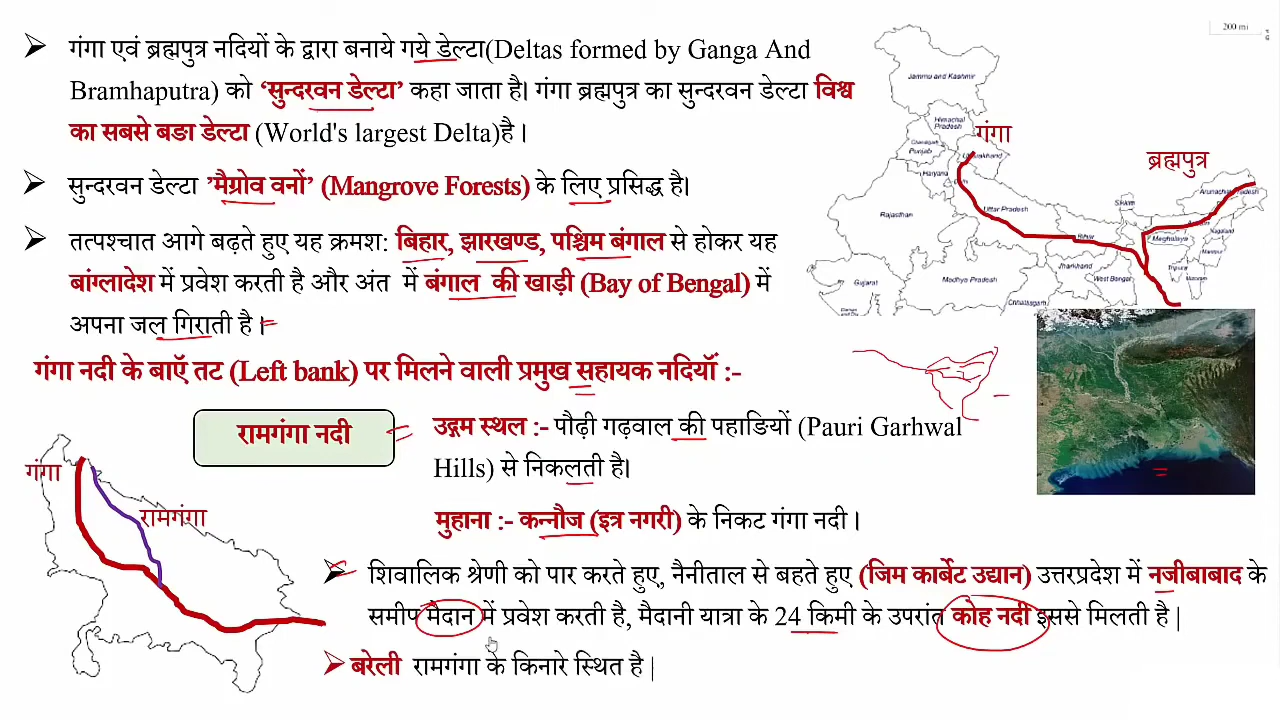 गंगा एवं ब्रह्मपुत्र नदियों के द्वारा बनाये गये डेल्टा(Deltas formed by Ganga And
Bramhaputra) को ‘सुन्दरवन डेल्टा’ कहा जाता है। गंगा ब्रह्मपुत्र का सुन्दरवन डेल्टा विश्व
का सबसे बङा डेल्टा (World's largest Delta)है ।
सुन्दरवन डेल्टा ’मैग्रोव वनों’ (Mangrove Forests) के लिए प्रसिद्ध है।
तत्पश्चात आगे बढ़ते हुए यह क्रमश: बिहार, झारखण्ड, पश्चिम बंगाल से होकर यह
बांग्लादेश में प्रवेश करती है और अंत में बंगाल की खाड़ी (Bay of Bengal) में
अपना जल गिराती है ।
200 mi
Jammu and Kashmir
Himachal
Pradesh
Punjab
Haryana
गंगा
ब्रह्मपुत्र
Rajasthan
Uttar Pradesh
Sikkim
Bihar
Meghalaya
Nagaland
Tripura
Gujarat
Madhya Pradesh
Jharkhand
West Bengal
Chhattisgarh
गंगा नदी के बाऍ तट (Left bank) पर मिलने वाली प्रमुख सहायक नदियॉं :-
रामगंगा नदी
उद्गम स्थल :- पौढ़ी गढ़वाल की पहाङियों (Pauri Garhwal
Hills) से निकलती है।
गंगा
रामगंगा
मुहाना :- कन्नौज (इत्र नगरी) के निकट गंगा नदी ।
शिवालिक श्रेणी को पार करते हुए, नैनीताल से बहते हुए (जिम कार्बेट उद्यान) उत्तरप्रदेश में नजीबाबाद के
समीप मैदान में प्रवेश करती है, मैदानी यात्रा के 24 किमी के उपरांत कोह नदी इससे मिलती है |
बरेली रामगंगा के किनारे स्थित है |